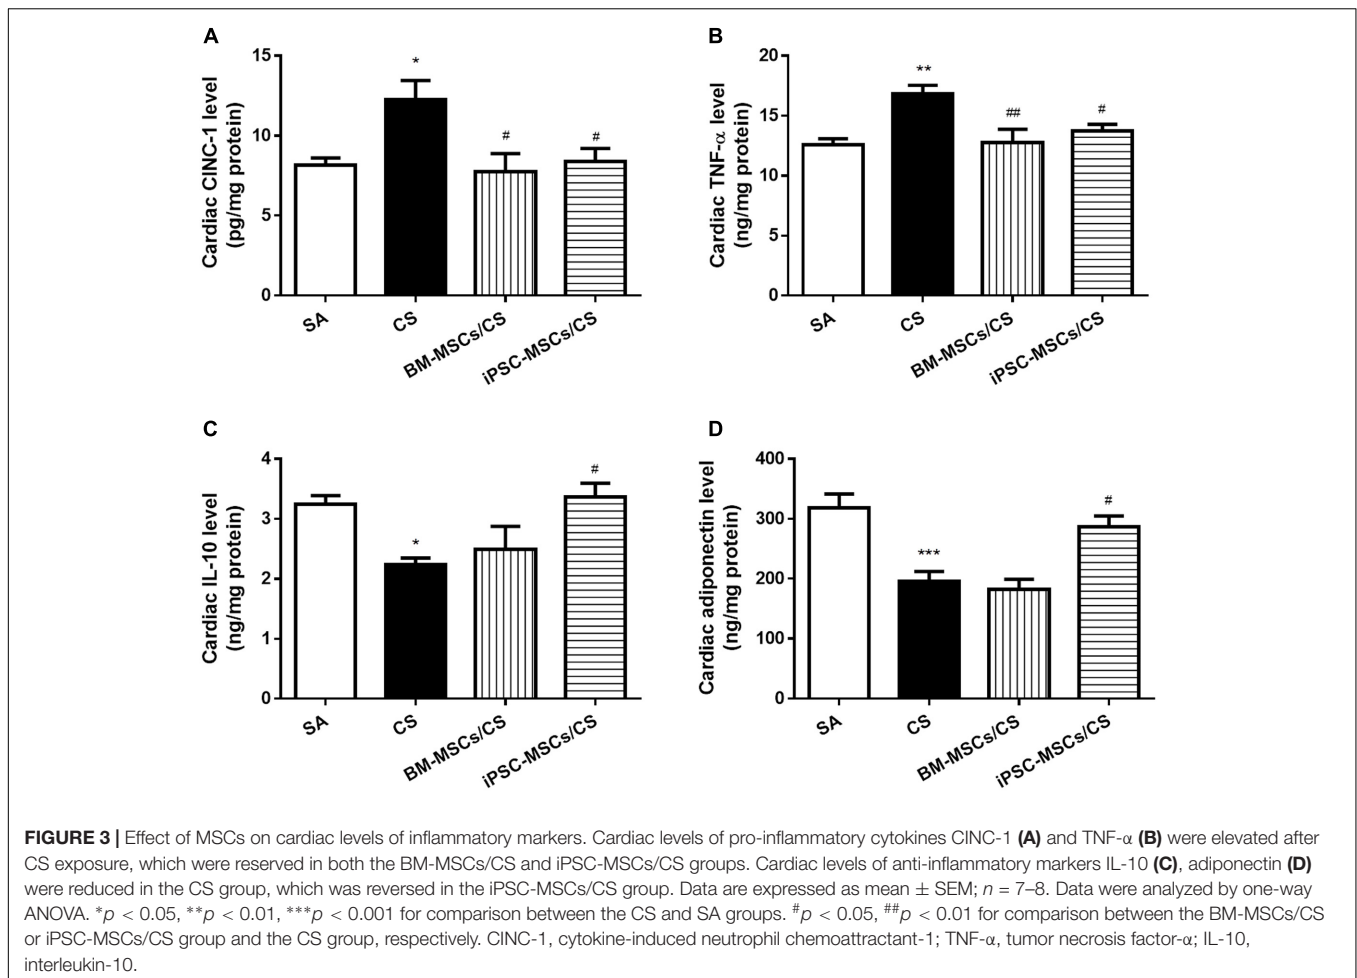 A
Cardiac CINC-1 level
(pg/mg protein)
15
10
5
0
*
#
#
SA
CS
BM-MSCs/CS
iPSC-MSCs/CS
B
Cardiac TNF-α level
(ng/mg protein)
20
15
10
5
0
**
##
#
SA
CS
BM-MSCs/CS
iPSC-MSCs/CS
C
Cardiac IL-10 level
(ng/mg protein)
4
3
2
1
0
*
#
SA
CS
BM-MSCs/CS
iPSC-MSCs/CS
D
Cardiac adiponectin level
(ng/mg protein)
400
300
200
100
0
***
#
SA
CS
BM-MSCs/CS
iPSC-MSCs/CS
FIGURE 3 | Effect of MSCs on cardiac levels of inflammatory markers. Cardiac levels of pro-inflammatory cytokines CINC-1 (A) and TNF-α (B) were elevated after
CS exposure, which were reserved in both the BM-MSCs/CS and iPSC-MSCs/CS groups. Cardiac levels of anti-inflammatory markers IL-10 (C), adiponectin (D)
were reduced in the CS group, which was reversed in the iPSC-MSCs/CS group. Data are expressed as mean ± SEM; n = 7–8. Data were analyzed by one-way
ANOVA. *p < 0.05, **p < 0.01, ***p < 0.001 for comparison between the CS and SA groups. #p < 0.05, ##p < 0.01 for comparison between the BM-MSCs/CS
or iPSC-MSCs/CS group and the CS group, respectively. CINC-1, cytokine-induced neutrophil chemoattractant-1; TNF-α, tumor necrosis factor-α; IL-10,
interleukin-10.